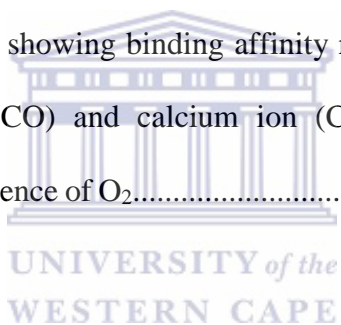 showing binding affinity
CO) and calcium ion (C
ence of O₂..............................
UNIVERSITY of the
WESTERN CAPE